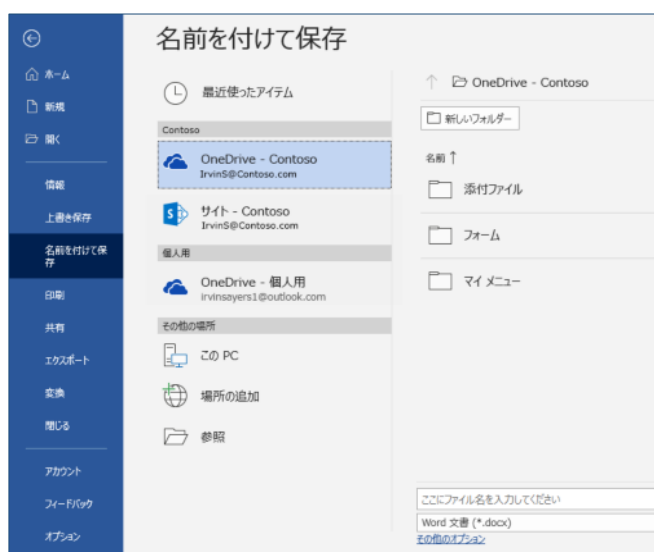 名前を付けて保存
ホーム
新規
開く
情報
上書き保存
名前を付けて保
存
印刷
共有
エクスポート
変換
閉じる
アカウント
フィードバック
オプション
最近使ったアイテム
Contoso
OneDrive - Contoso
IrvinS@Contoso.com
サイト - Contoso
IrvinS@Contoso.com
個人用
OneDrive - 個人用
irvinsayers1@outlook.com
その他の場所
この PC
場所の追加
参照
↑ OneDrive - Contoso
新しいフォルダー
名前 ↑
添付ファイル
フォーム
マイ メニュー
ここにファイル名を入力してください
Word 文書 (*.docx)
その他のオプション